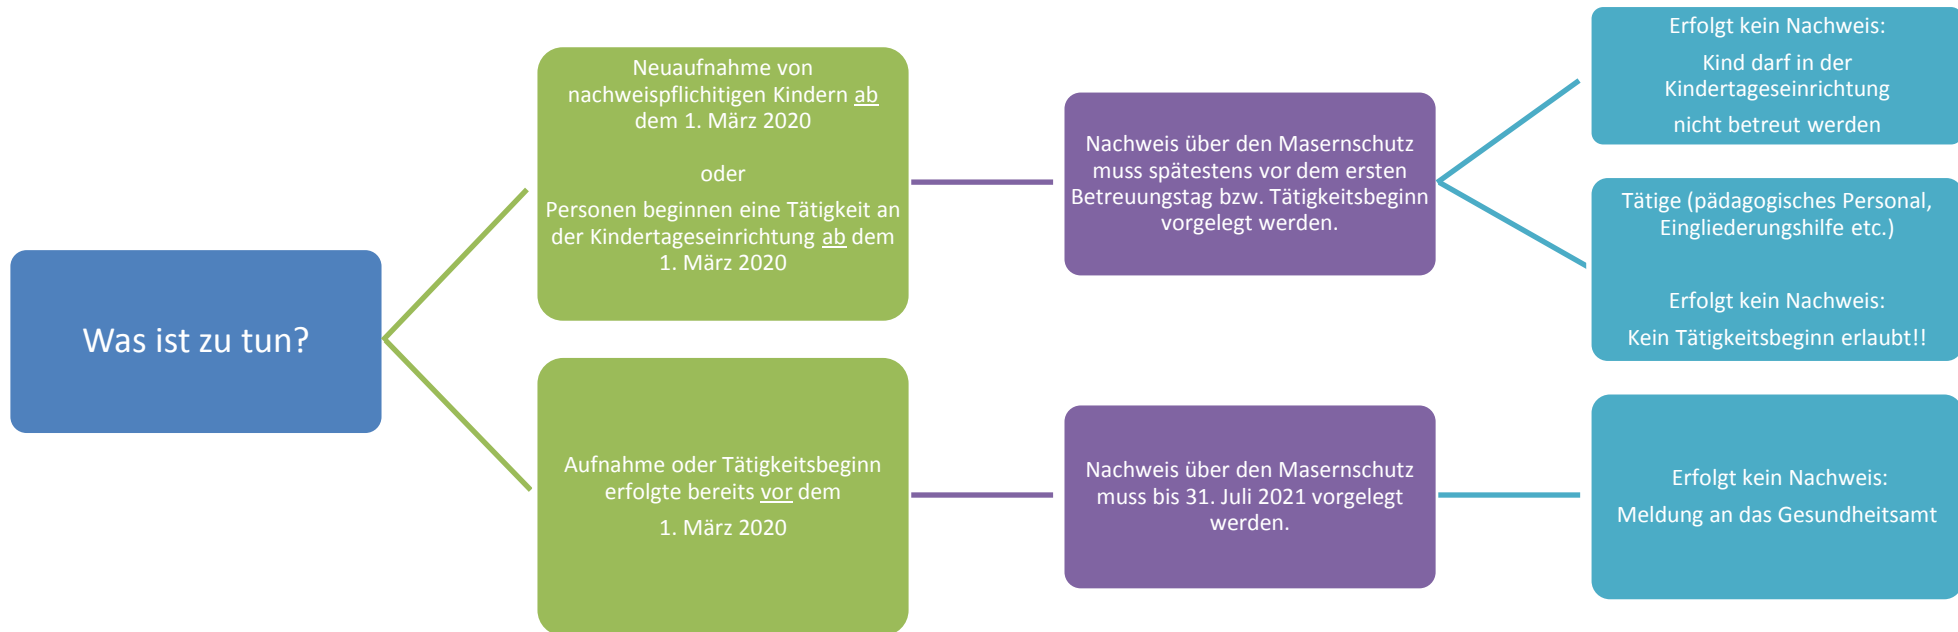 Was ist zu tun?
Neuaufnahme von
nachweispflichitigen Kindern ab
dem 1. März 2020
oder
Personen beginnen eine Tätigkeit an
der Kindertageseinrichtung ab dem
1. März 2020
Nachweis über den Masernschutz
muss spätestens vor dem ersten
Betreuungstag bzw. Tätigkeitsbeginn
vorgelegt werden.
Erfolgt kein Nachweis:
Kind darf in der
Kindertageseinrichtung
nicht betreut werden
Tätige (pädagogisches Personal,
Eingliederungshilfe etc.)
Erfolgt kein Nachweis:
Kein Tätigkeitsbeginn erlaubt!!
Aufnahme oder Tätigkeitsbeginn
erfolgte bereits vor dem
1. März 2020
Nachweis über den Masernschutz
muss bis 31. Juli 2021 vorgelegt
werden.
Erfolgt kein Nachweis:
Meldung an das Gesundheitsamt